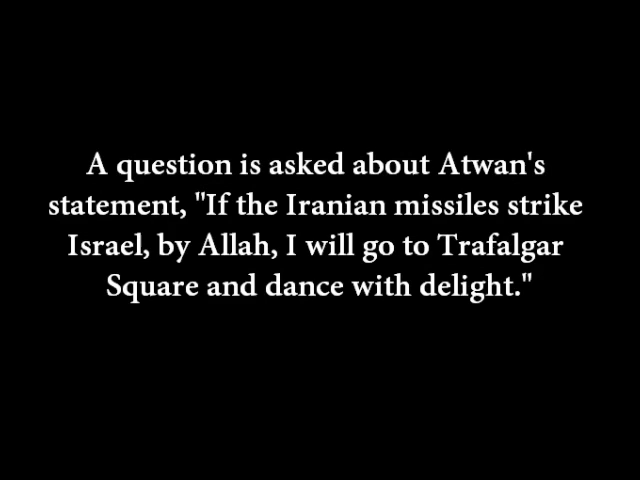 A question is asked about Atwan's
statement, "If the Iranian missiles strike
Israel, by Allah, I will go to Trafalgar
Square and dance with delight."